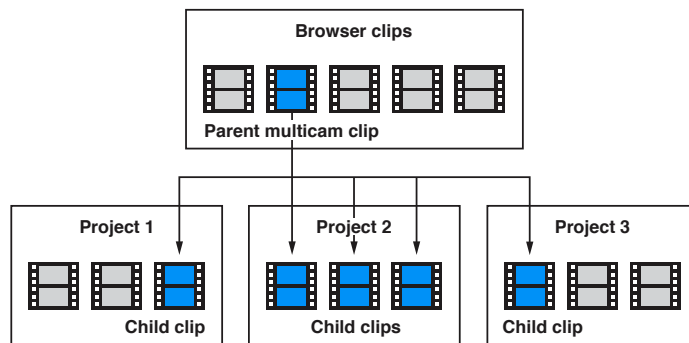 Browser clips
Parent multicam clip
Project 1
Project 2
Project 3
Child clip
Child clips
Child clip